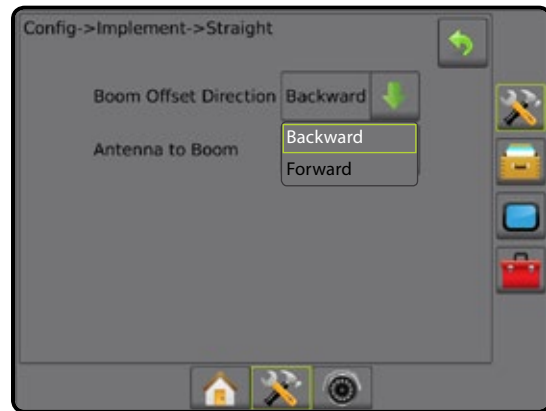 Config->Implement->Straight
Boom Offset Direction Backward
Antenna to Boom
Backward
Forward